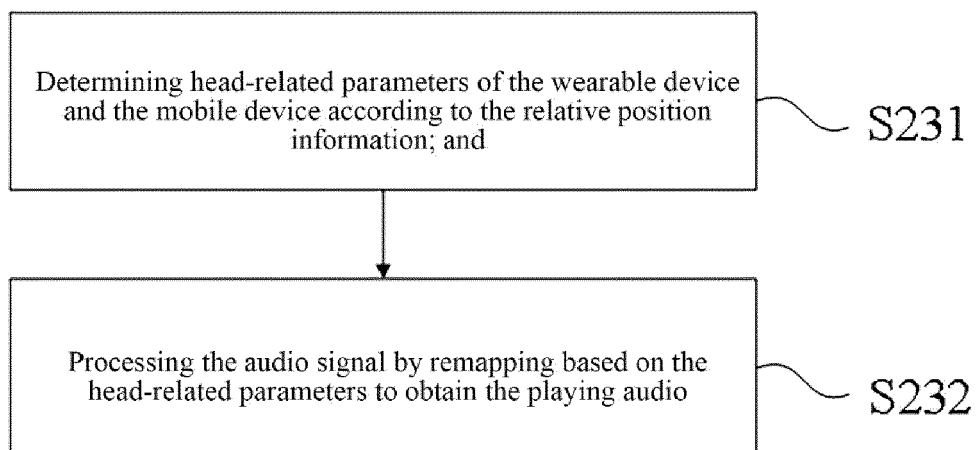 Determining head-related parameters of the wearable device
and the mobile device according to the relative position
information; and
S231
Processing the audio signal by remapping based on the
head-related parameters to obtain the playing audio
S232